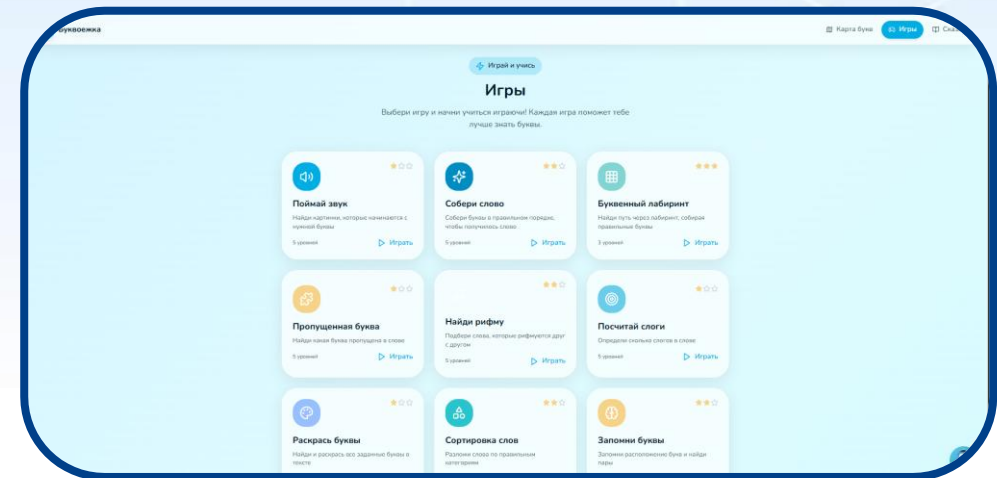 Буквоежка
Карта букв
Игры
Играй и учись
Игры
Выбери игру и начни учиться играючи! Каждая игра поможет тебе
лучше знать буквы.
Поймай звук
Найди картинки, которые начинаются с
нужной буквы
5 уровней
Играть
Собери слово
Собери буквы в правильном порядке,
чтобы получилось слово
5 уровней
Играть
Буквенный лабиринт
Найди путь через лабиринт, собирая
правильные буквы
3 уровней
Играть
Пропущенная буква
Найди какая буква пропущена в слове
5 уровней
Играть
Найди рифму
Подбери слова, которые рифмуются друг
с другом
5 уровней
Играть
Посчитай слоги
Определи сколько слогов в слове
5 уровней
Играть
Раскрась буквы
Найди и раскрась все заданные буквы в
тексте
Сортировка слов
Разложи слова по правильным
категориям
Запомни буквы
Запомни расположение букв и найди
пары